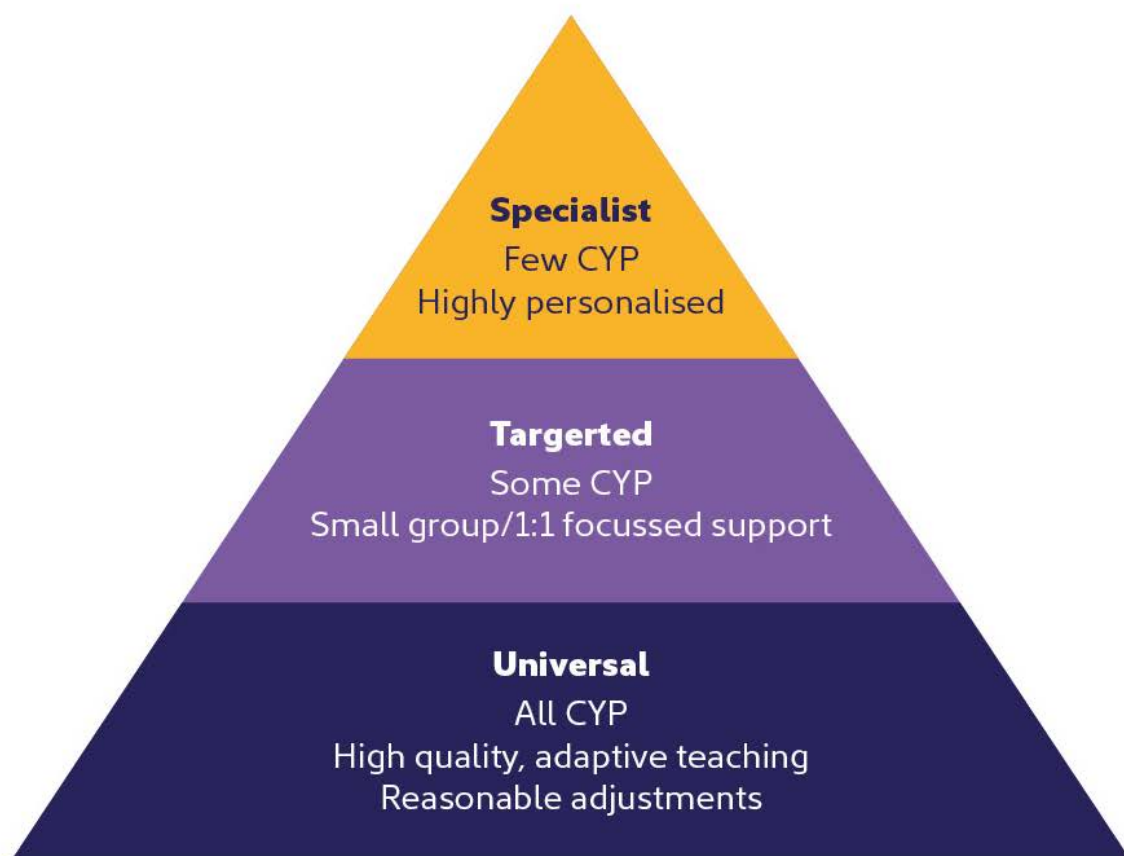 Specialist
Few CYP
Highly personalised
Targerted
Some CYP
Small group/1:1 focussed support
Universal
All CYP
High quality, adaptive teaching
Reasonable adjustments